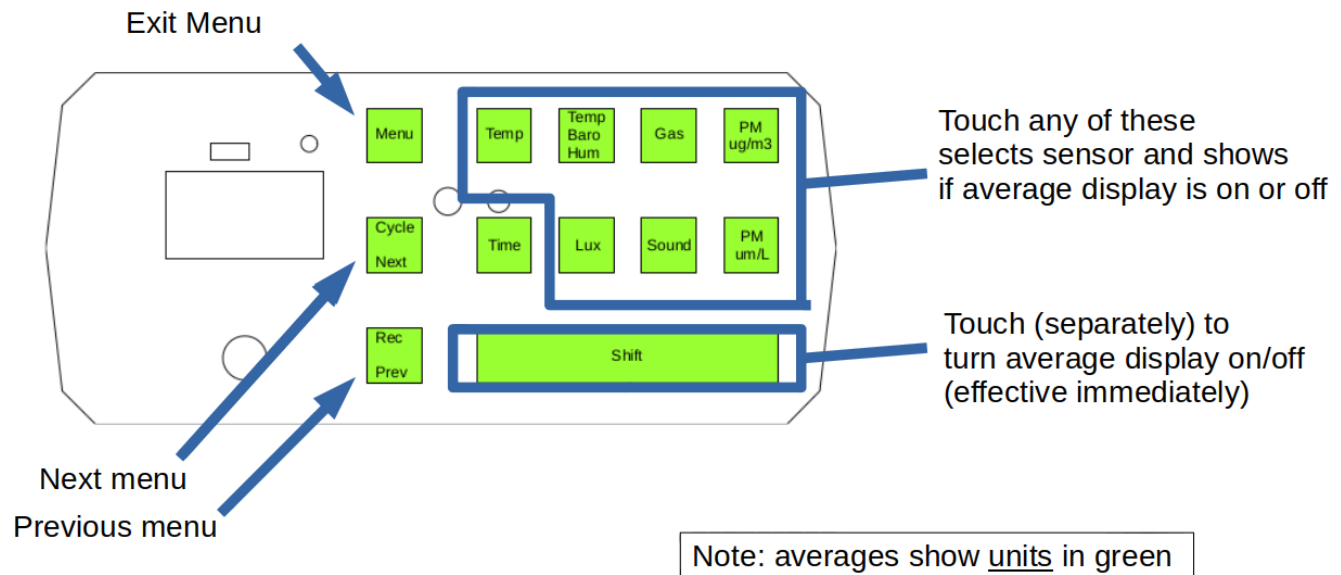 Exit Menu
Menu
Temp
Temp
Baro
Hum
Gas
PM
ug/m3
Touch any of these
selects sensor and shows
if average display is on or off
Cycle
Next
Time
Lux
Sound
PM
um/L
Rec
Prev
Shift
Touch (separately) to
turn average display on/off
(effective immediately)
Next menu
Previous menu
Note: averages show units in green